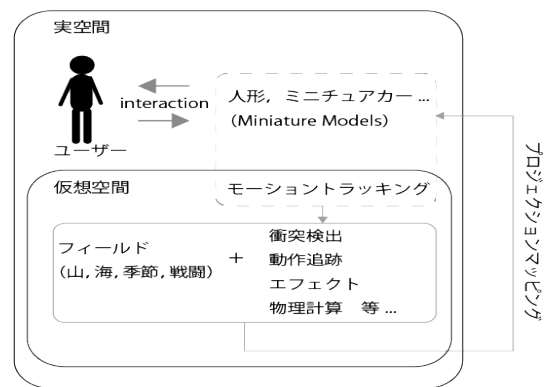 実空間
interaction
人形, ミニチュアカー ...
(Miniature Models)
ユーザー
仮想空間
モーショントラッキング
フィールド
(山, 海, 季節, 戦闘)
+
衝突検出
動作追跡
エフェクト
物理計算 等 ...
プロジェクションマッピング